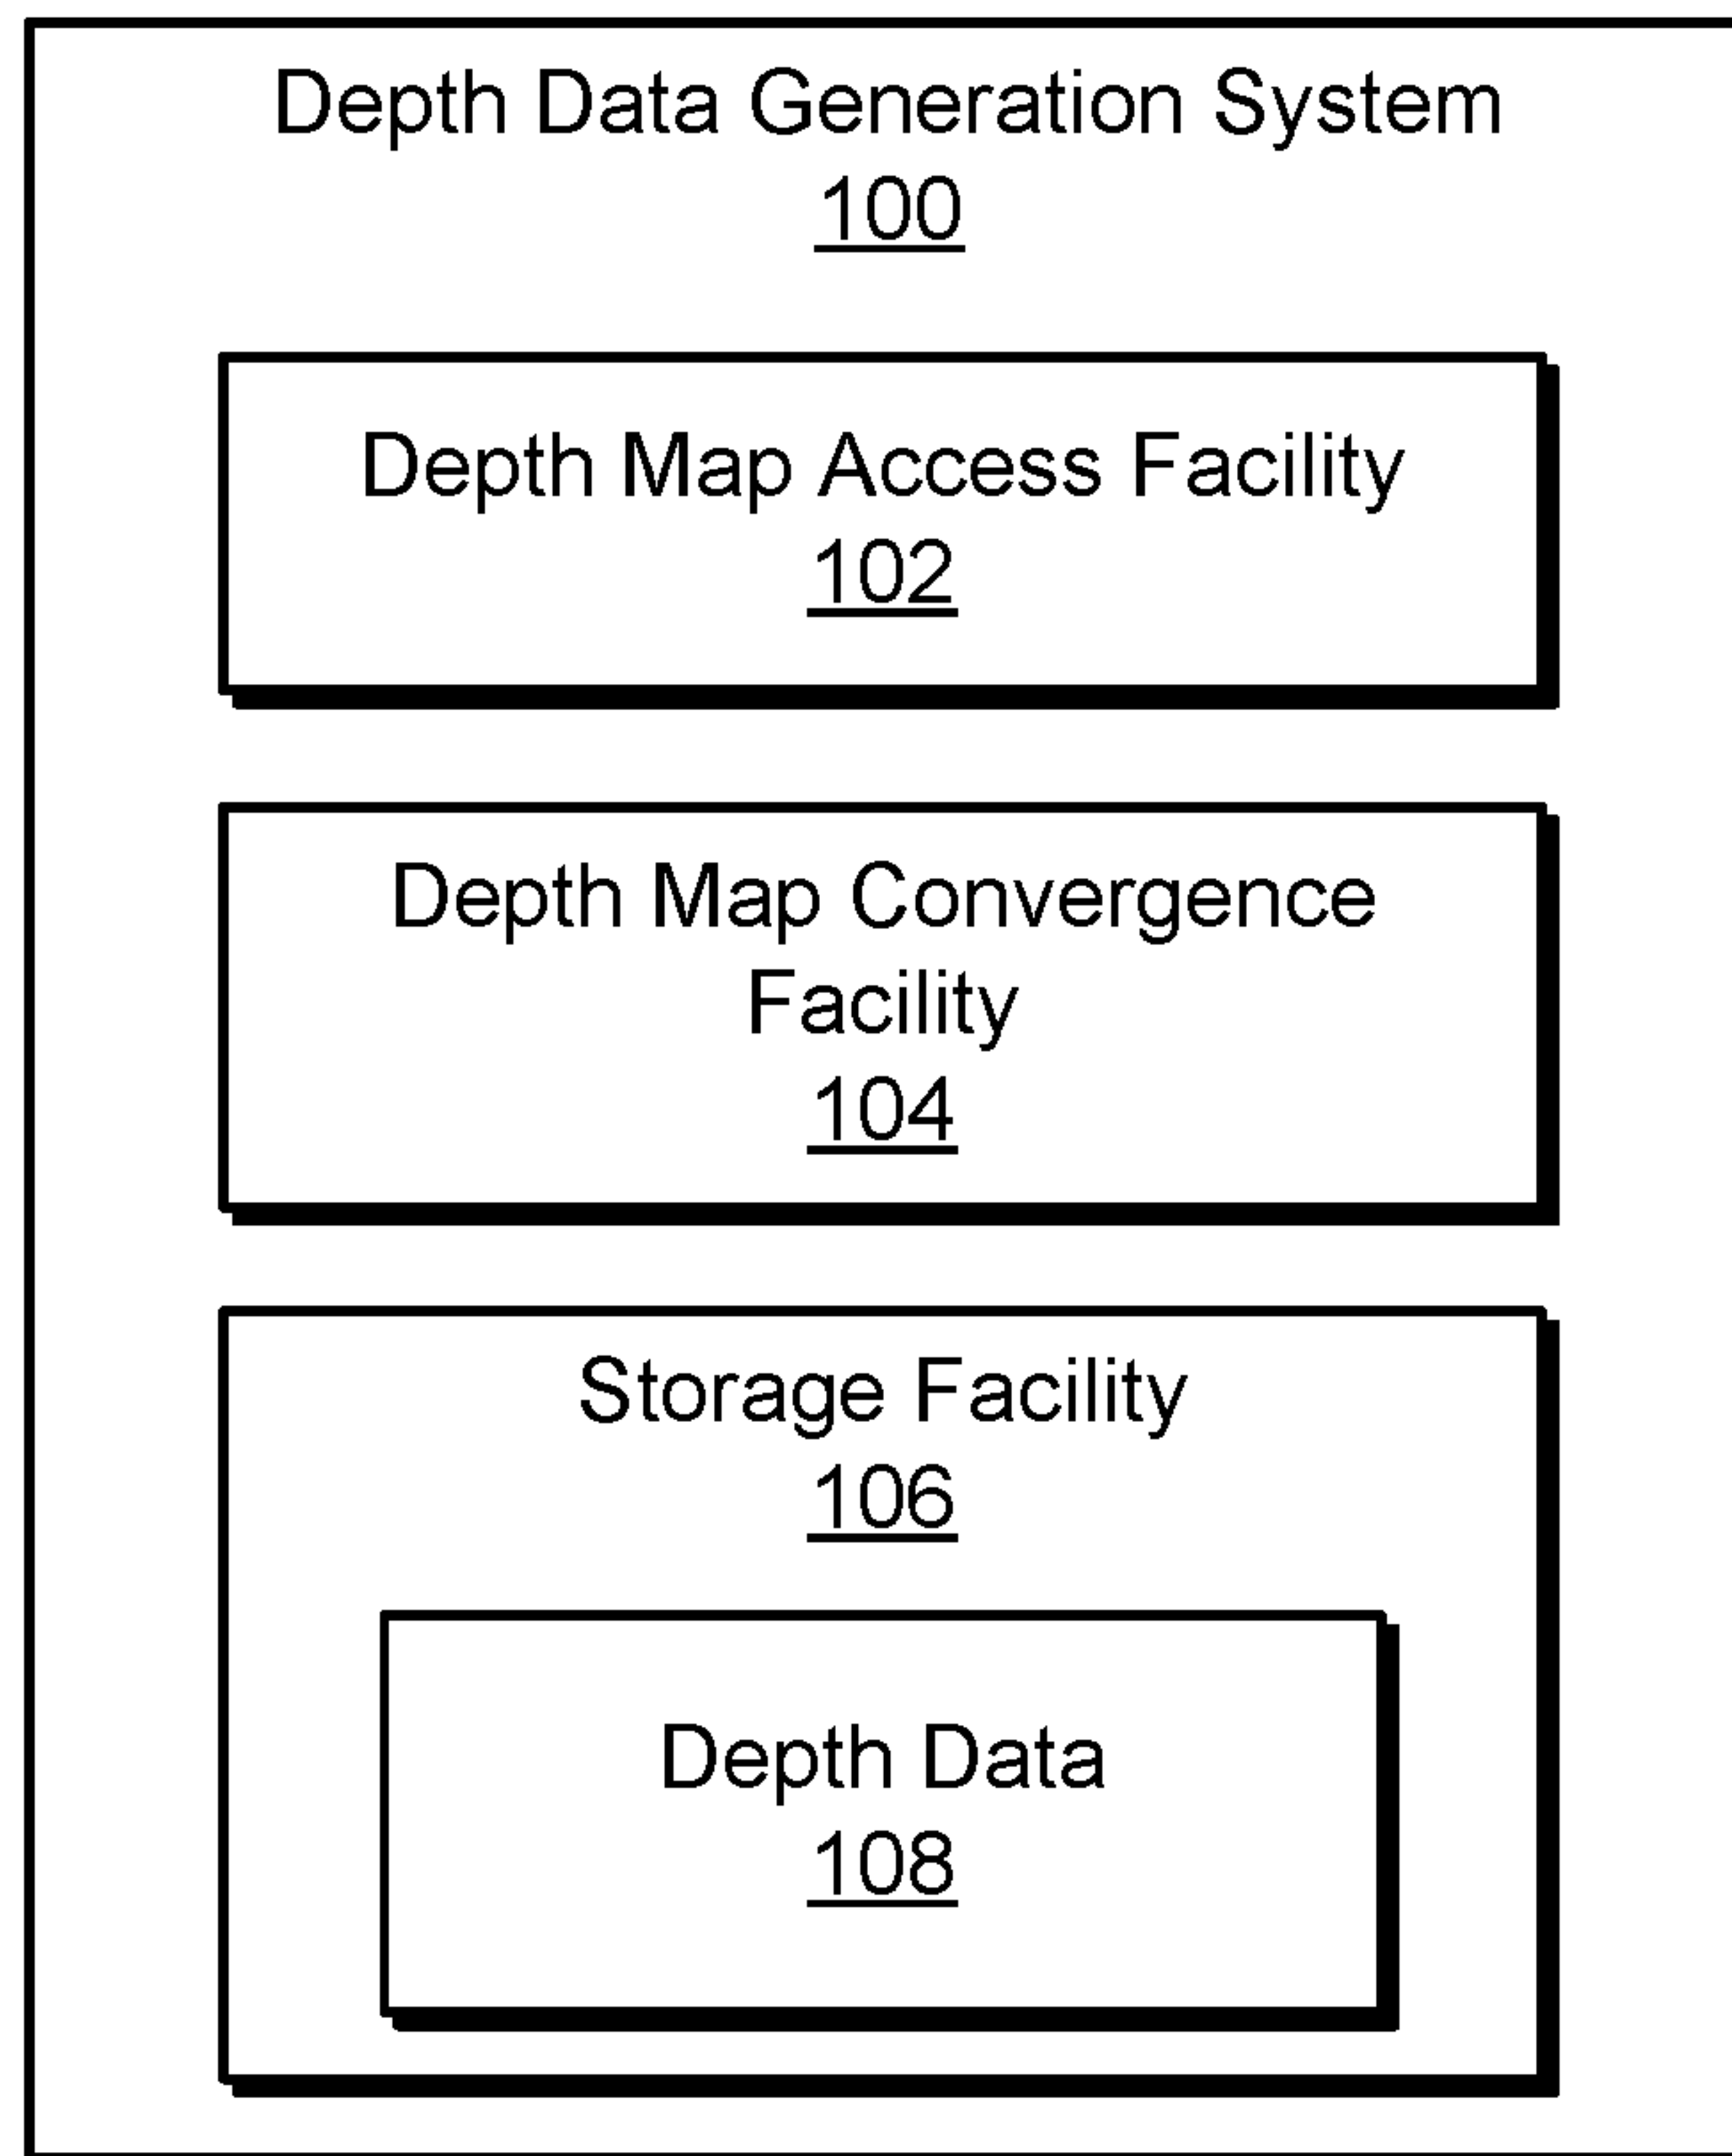 Depth Data Generation System
100
Depth Map Access Facility
102
Depth Map Convergence
Facility
104
Storage Facility
106
Depth Data
108